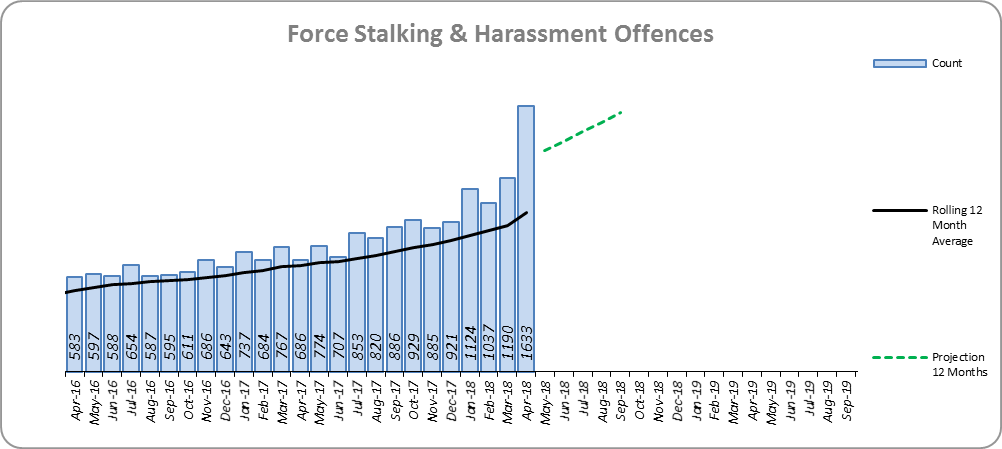 Force Stalking & Harassment Offences
Count
Rolling 12
Month
Average
Projection
12 Months
583
597
588
654
587
595
611
686
643
737
684
767
686
774
707
853
820
886
929
885
921
1124
1037
1190
1633
Apr-16
May-16
Jun-16
Jul-16
Aug-16
Sep-16
Oct-16
Nov-16
Dec-16
Jan-17
Feb-17
Mar-17
Apr-17
May-17
Jun-17
Jul-17
Aug-17
Sep-17
Oct-17
Nov-17
Dec-17
Jan-18
Feb-18
Mar-18
Apr-18
May-18
Jun-18
Jul-18
Aug-18
Sep-18
Oct-18
Nov-18
Dec-18
Jan-19
Feb-19
Mar-19
Apr-19
May-19
Jun-19
Jul-19
Aug-19
Sep-19